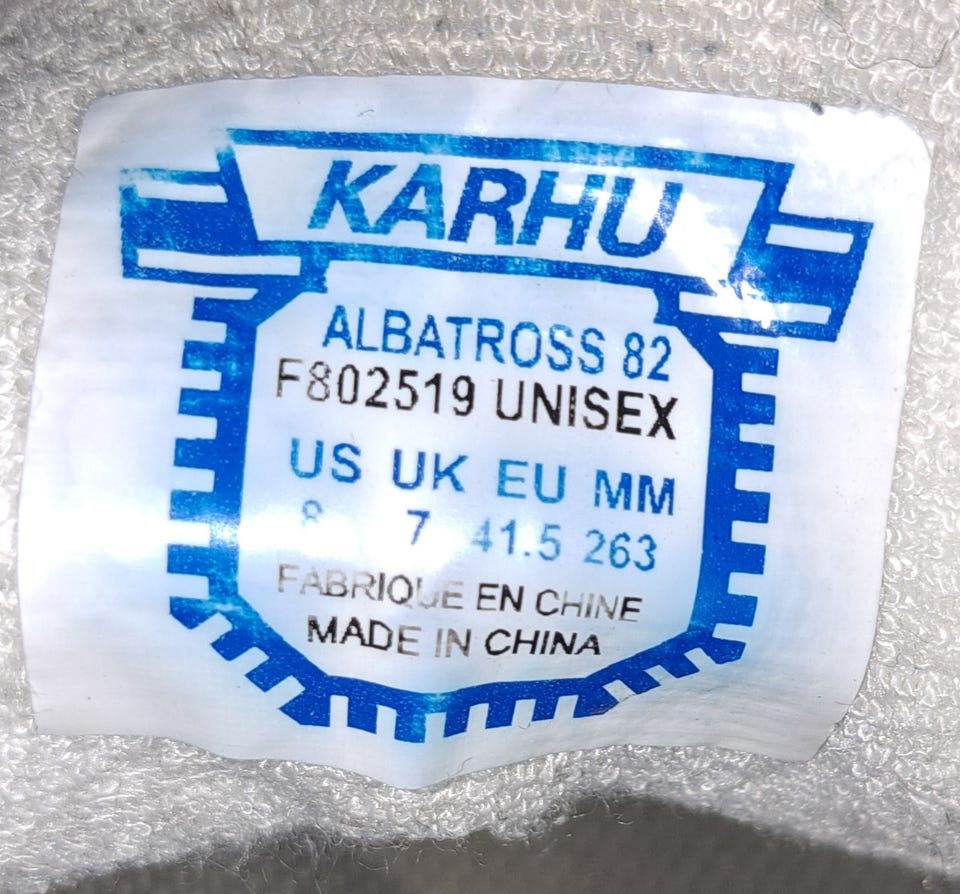 KARHU
ALBATROSS 82
F802519 UNISEX
US UK EU MM
8 7 41.5 263
FABRIQUE EN CHINE
MADE IN CHINA